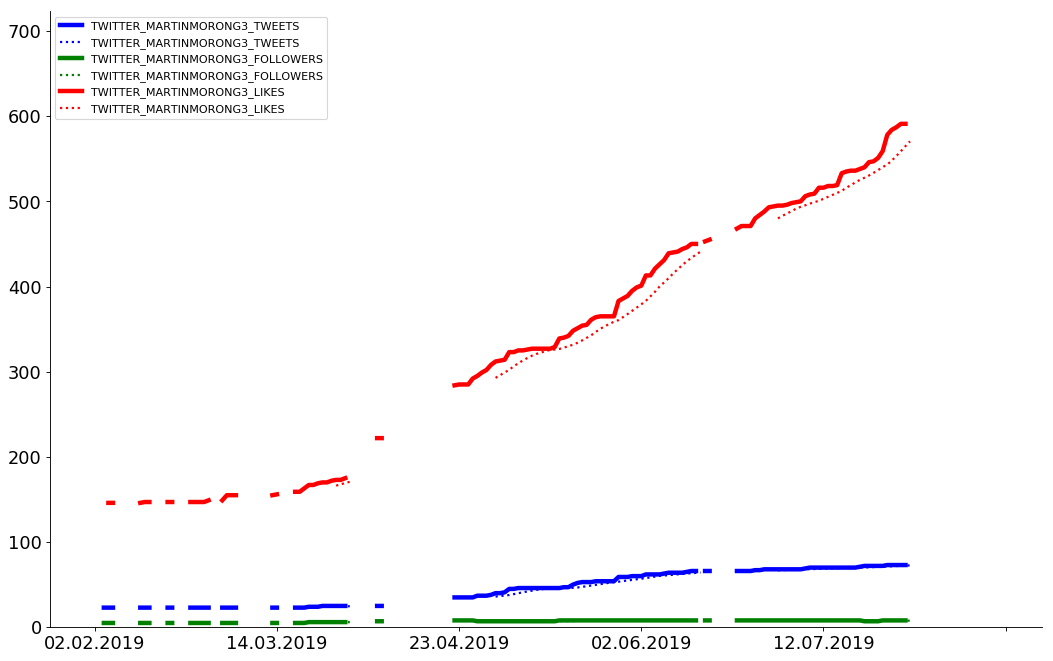 700
600
500
400
300
200
100
0
TWITTER_MARTINMORONG3_TWEETS
TWITTER_MARTINMORONG3_TWEETS
TWITTER_MARTINMORONG3_FOLLOWERS
TWITTER_MARTINMORONG3_FOLLOWERS
TWITTER_MARTINMORONG3_LIKES
TWITTER_MARTINMORONG3_LIKES
02.02.2019 14.03.2019 23.04.2019 02.06.2019 12.07.2019